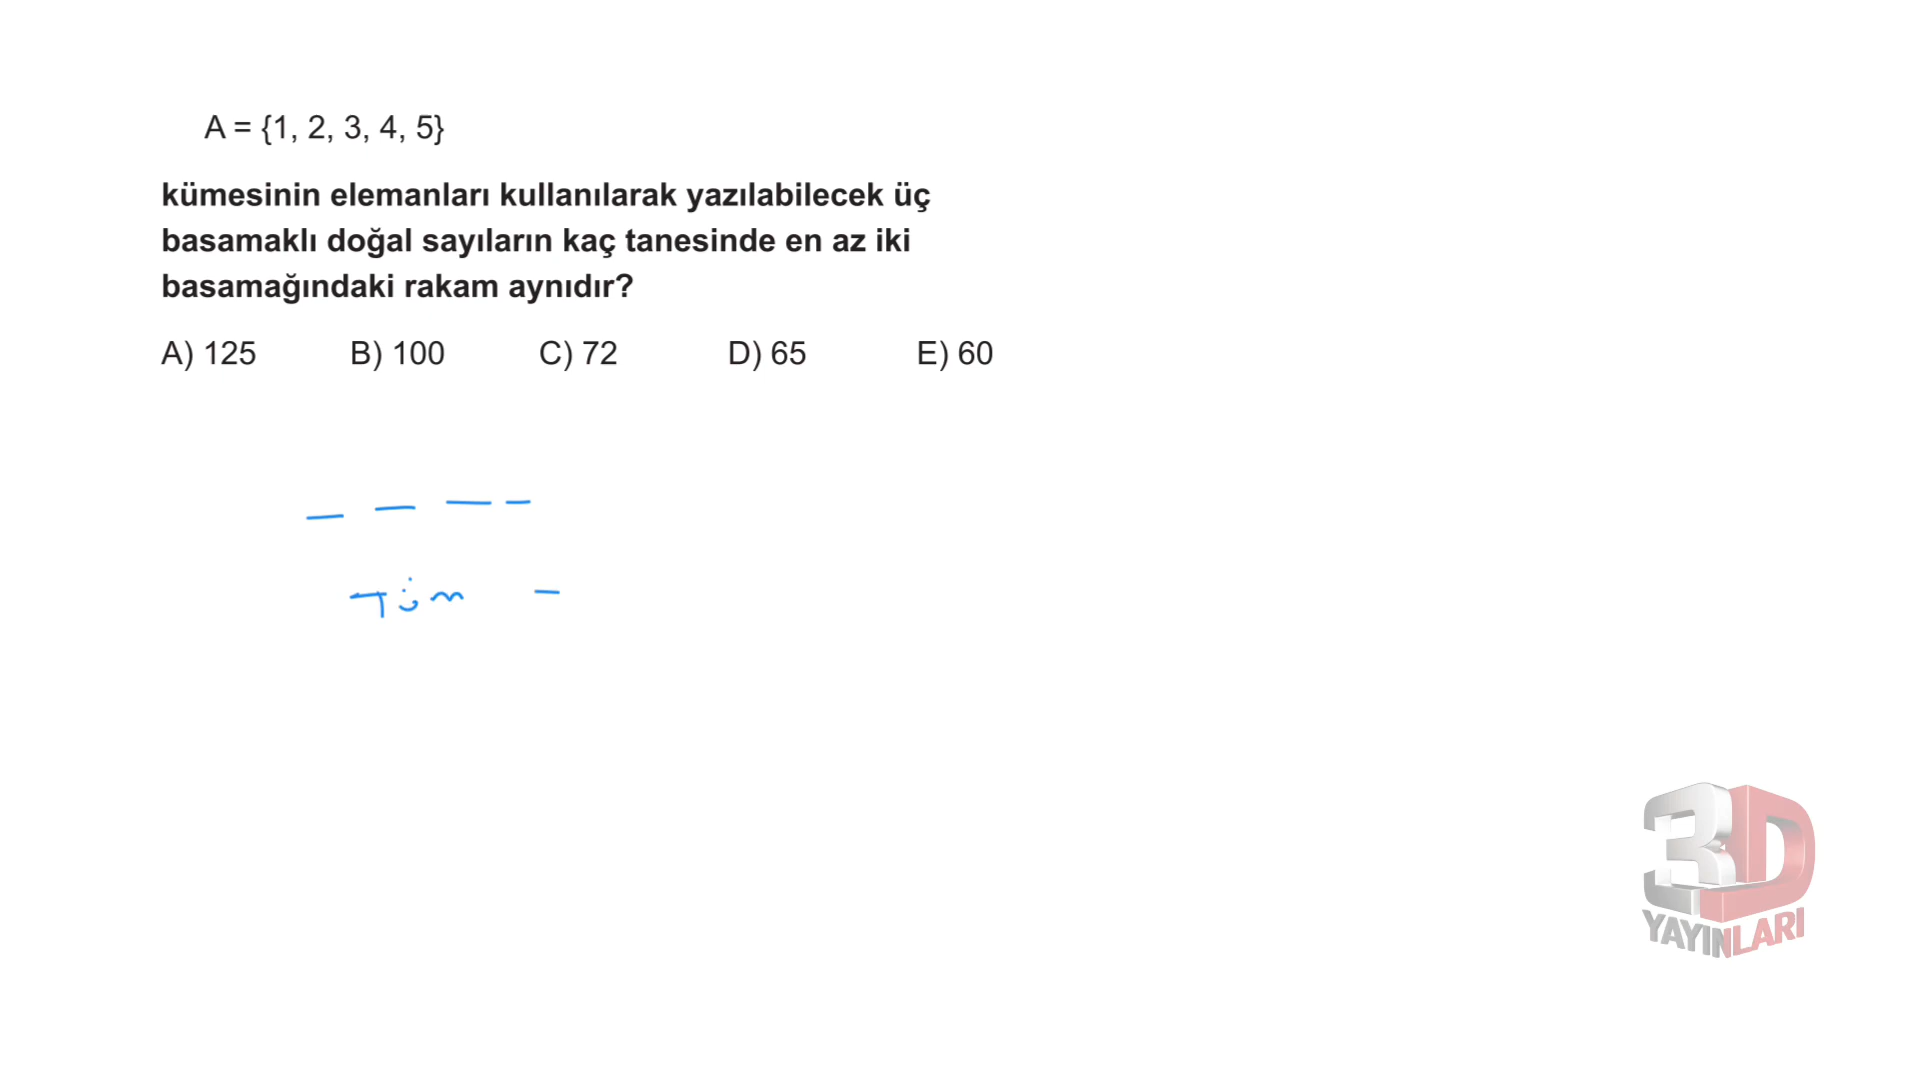 A = {1, 2, 3, 4, 5}
kümesinin elemanları kullanılarak yazılabilecek üç
basamaklı doğal sayıların kaç tanesinde en az iki
basamağındaki rakam aynıdır?
A) 125 B) 100 C) 72 D) 65 E) 60
Tüm -
3D
YAYINLARI